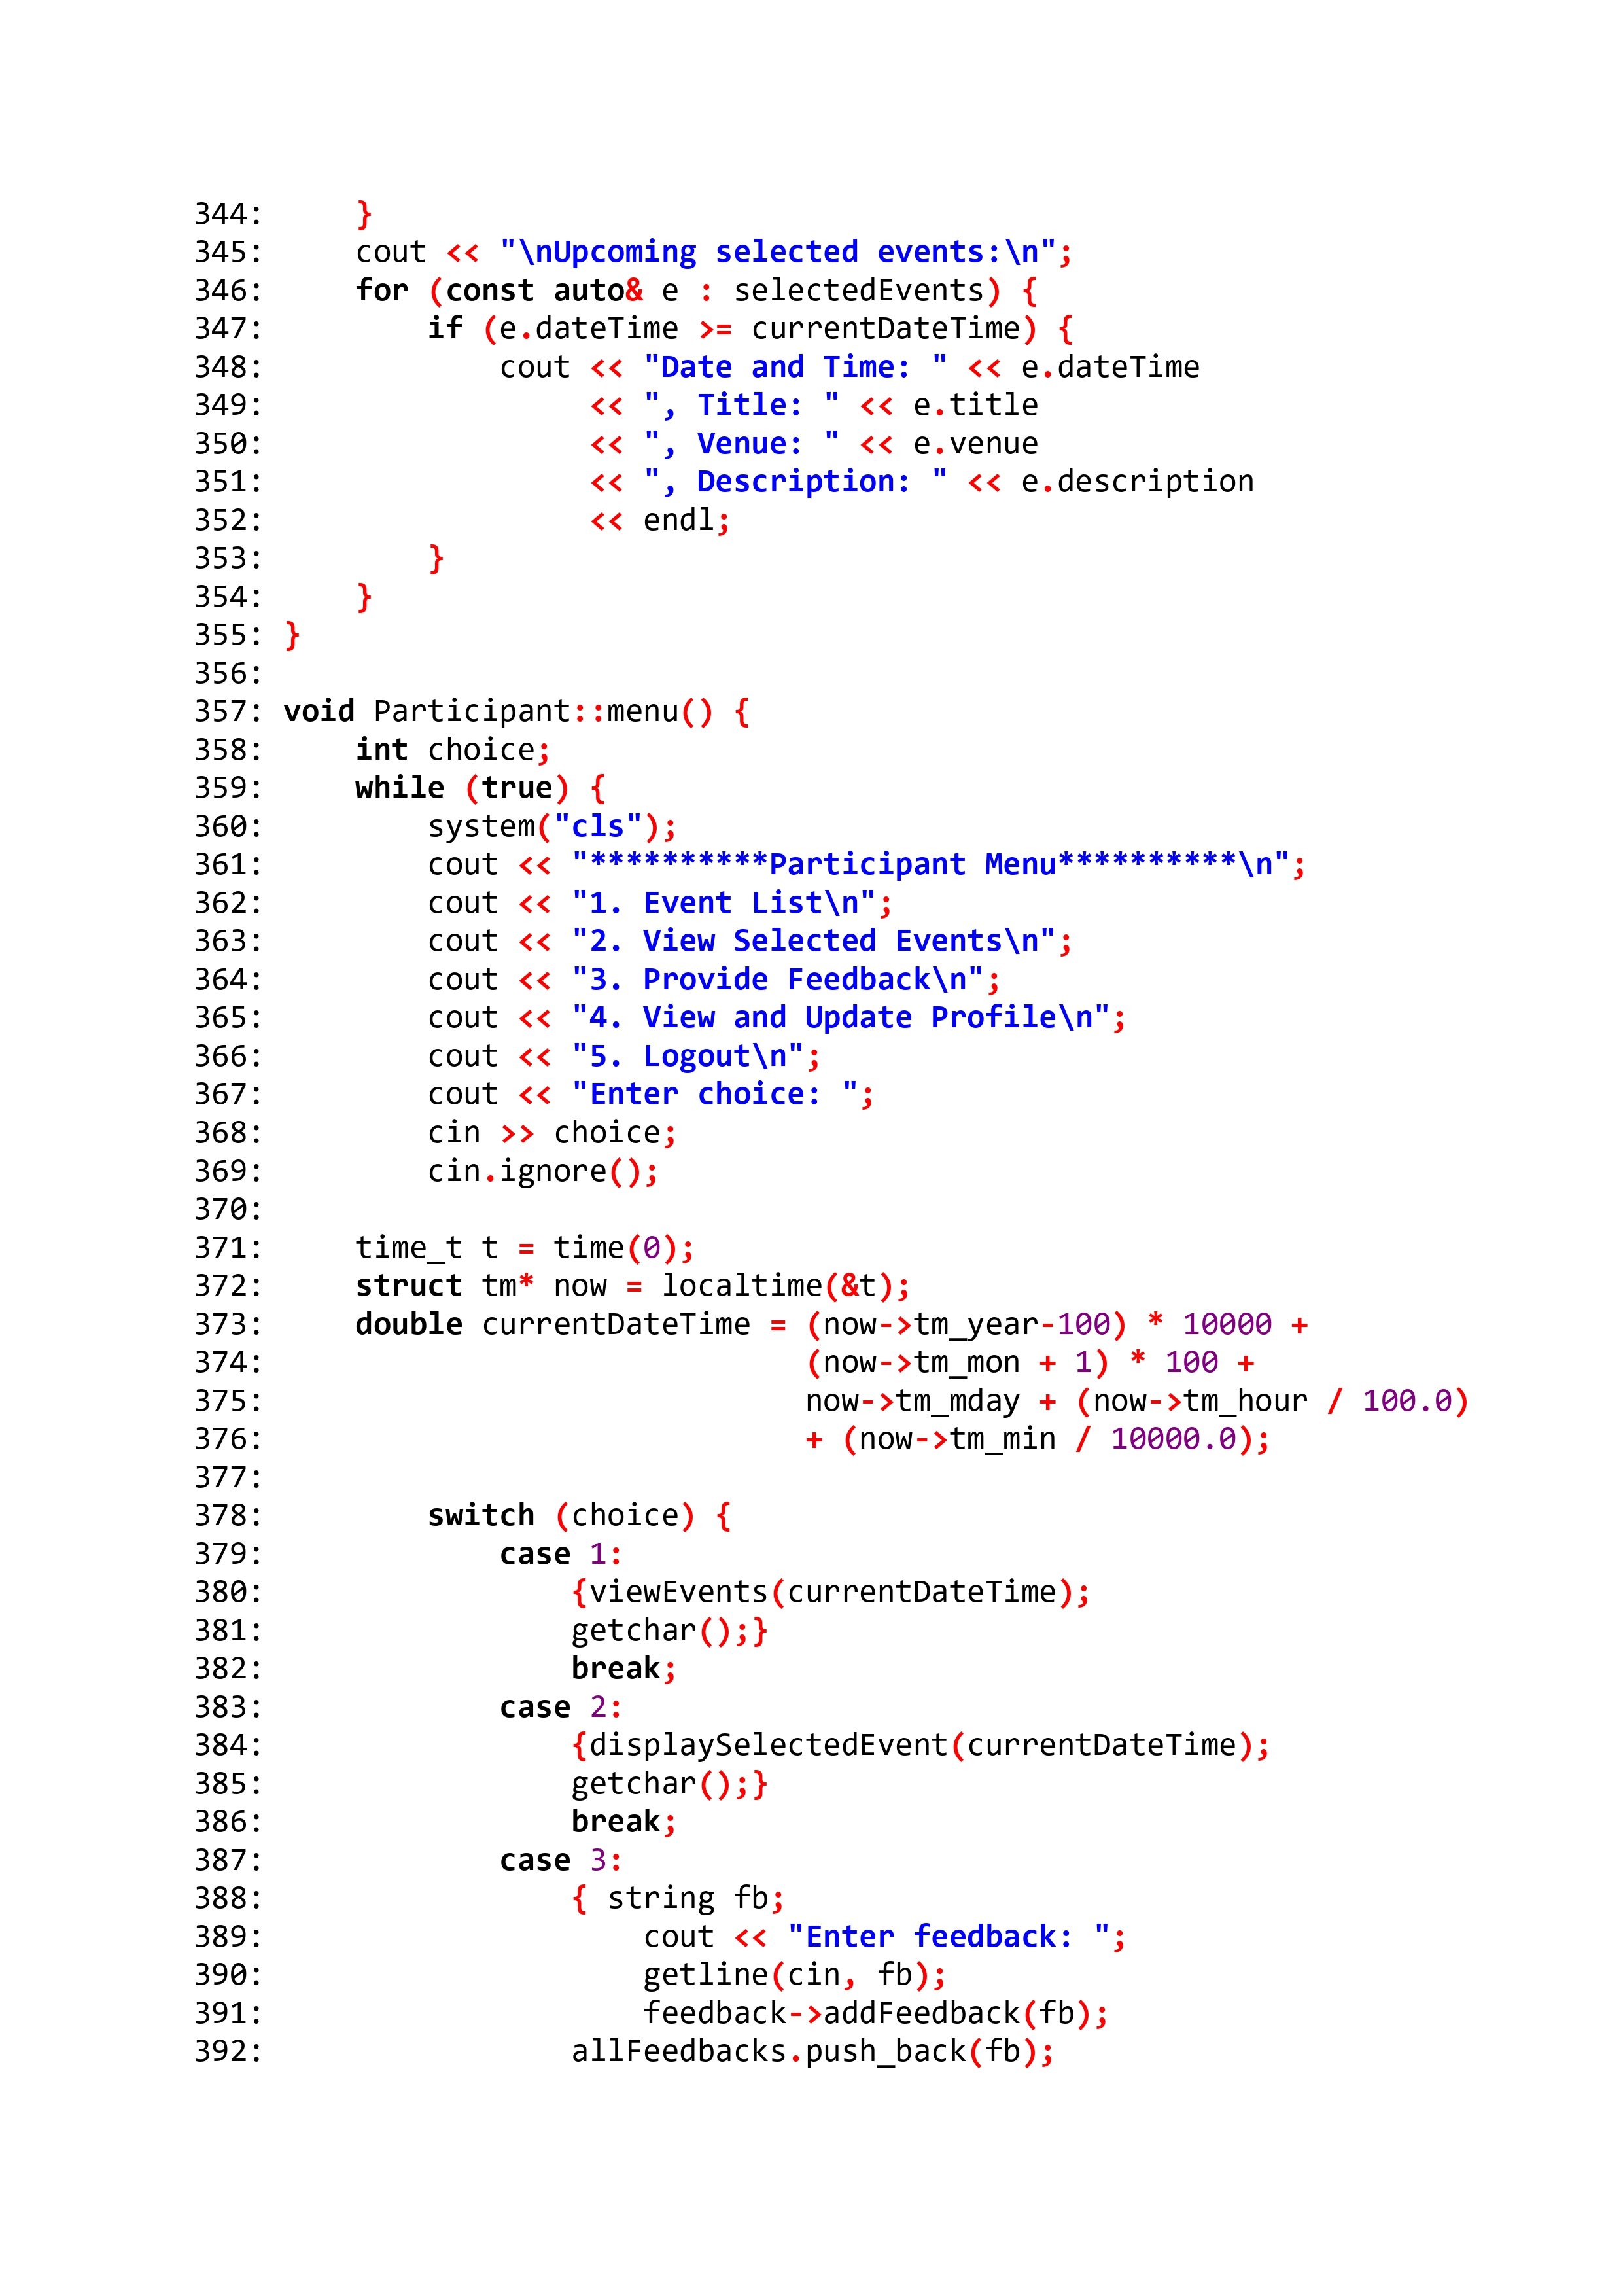 344:     }
345:     cout << "\nUpcoming selected events:\n";
346:     for (const auto& e : selectedEvents) {
347:         if (e.dateTime >= currentDateTime) {
348:             cout << "Date and Time: " << e.dateTime
349:                  << ", Title: " << e.title
350:                  << ", Venue: " << e.venue
351:                  << ", Description: " << e.description
352:                  << endl;
353:         }
354:     }
355: }
356:
357: void Participant::menu() {
358:     int choice;
359:     while (true) {
360:         system("cls");
361:         cout << "**********Participant Menu**********\n";
362:         cout << "1. Event List\n";
363:         cout << "2. View Selected Events\n";
364:         cout << "3. Provide Feedback\n";
365:         cout << "4. View and Update Profile\n";
366:         cout << "5. Logout\n";
367:         cout << "Enter choice: ";
368:         cin >> choice;
369:         cin.ignore();
370:
371:     time_t t = time(0);
372:     struct tm* now = localtime(&t);
373:     double currentDateTime = (now->tm_year-100) * 10000 +
374:                              (now->tm_mon + 1) * 100 +
375:                              now->tm_mday + (now->tm_hour / 100.0)
376:                              + (now->tm_min / 10000.0);
377:
378:         switch (choice) {
379:             case 1:
380:                 {viewEvents(currentDateTime);
381:                 getchar();}
382:                 break;
383:             case 2:
384:                 {displaySelectedEvent(currentDateTime);
385:                 getchar();}
386:                 break;
387:             case 3:
388:                 { string fb;
389:                     cout << "Enter feedback: ";
390:                     getline(cin, fb);
391:                     feedback->addFeedback(fb);
392:                 allFeedbacks.push_back(fb);